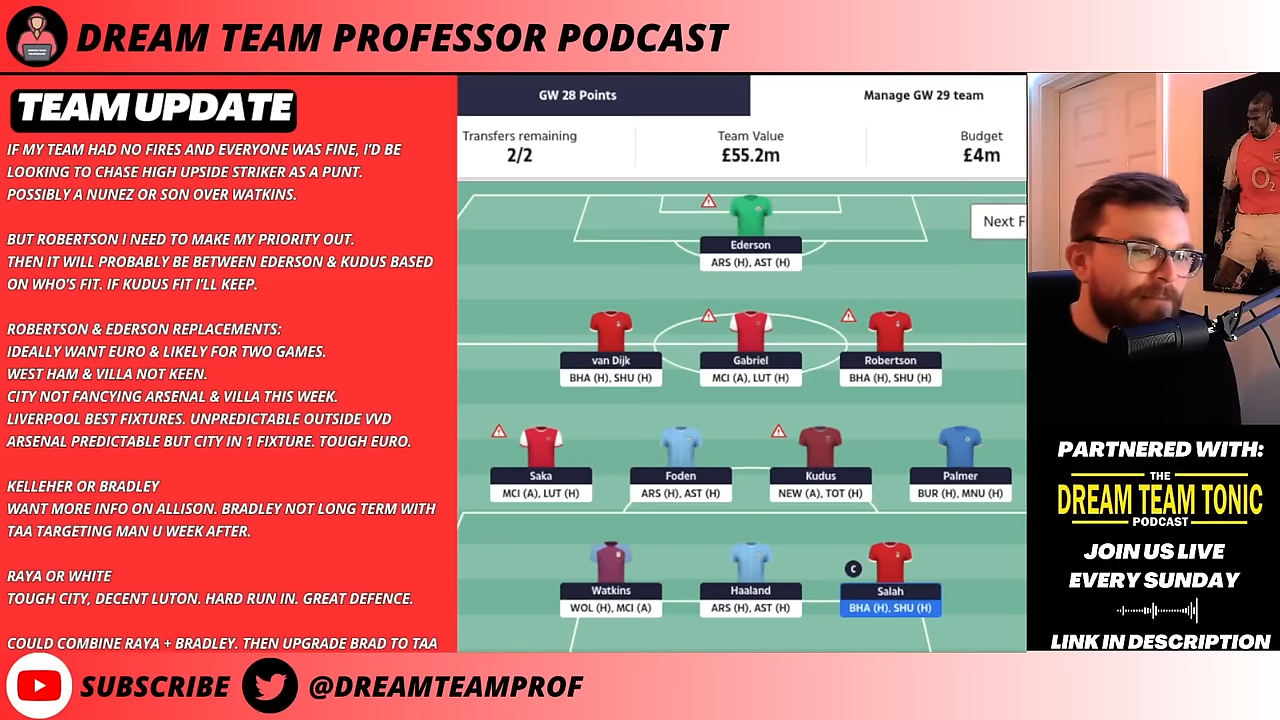 DREAM TEAM PROFESSOR PODCAST
TEAM UPDATE
IF MY TEAM HAD NO FIRES AND EVERYONE WAS FINE, I'D BE
LOOKING TO CHASE HIGH UPSIDE STRIKER AS A PUNT.
POSSIBLY A NUNEZ OR SON OVER WATKINS.
BUT ROBERTSON I NEED TO MAKE MY PRIORITY OUT.
THEN IT WILL PROBABLY BE BETWEEN EDERSON & KUDUS BASED
ON WHO'S FIT. IF KUDUS FIT I'LL KEEP.
ROBERTSON & EDERSON REPLACEMENTS:
IDEALLY WANT EURO & LIKELY FOR TWO GAMES.
WEST HAM & VILLA NOT KEEN.
CITY NOT FANCYING ARSENAL & VILLA THIS WEEK.
LIVERPOOL BEST FIXTURES. UNPREDICTABLE OUTSIDE VVD
ARSENAL PREDICTABLE BUT CITY IN 1 FIXTURE. TOUGH EURO.
KELLEHER OR BRADLEY
WANT MORE INFO ON ALLISON. BRADLEY NOT LONG TERM WITH
TAA TARGETING MAN U WEEK AFTER.
RAYA OR WHITE
TOUGH CITY, DECENT LUTON. HARD RUN IN. GREAT DEFENCE.
COULD COMBINE RAYA + BRADLEY. THEN UPGRADE BRAD TO TAA
GW 28 Points
Manage GW 29 team
Transfers remaining
2/2
Team Value
£55.2m
Budget
£4m
Next F
Ederson
ARS (H), AST (H)
van Dijk
BHA (H), SHU (H)
Gabriel
MCI (A), LUT (H)
Robertson
BHA (H), SHU (H)
Saka
MCI (A), LUT (H)
Foden
ARS (H), AST (H)
Kudus
NEW (A), TOT (H)
Palmer
BUR (H), MNU (H)
Watkins
WOL (H), MCI (A)
Haaland
ARS (H), AST (H)
C
Salah
BHA (H), SHU (H)
O2
PARTNERED WITH:
THE
DREAM TEAM TONIC
PODCAST
JOIN US LIVE
EVERY SUNDAY
LINK IN DESCRIPTION
SUBSCRIBE
@DREAMTEAMPROF